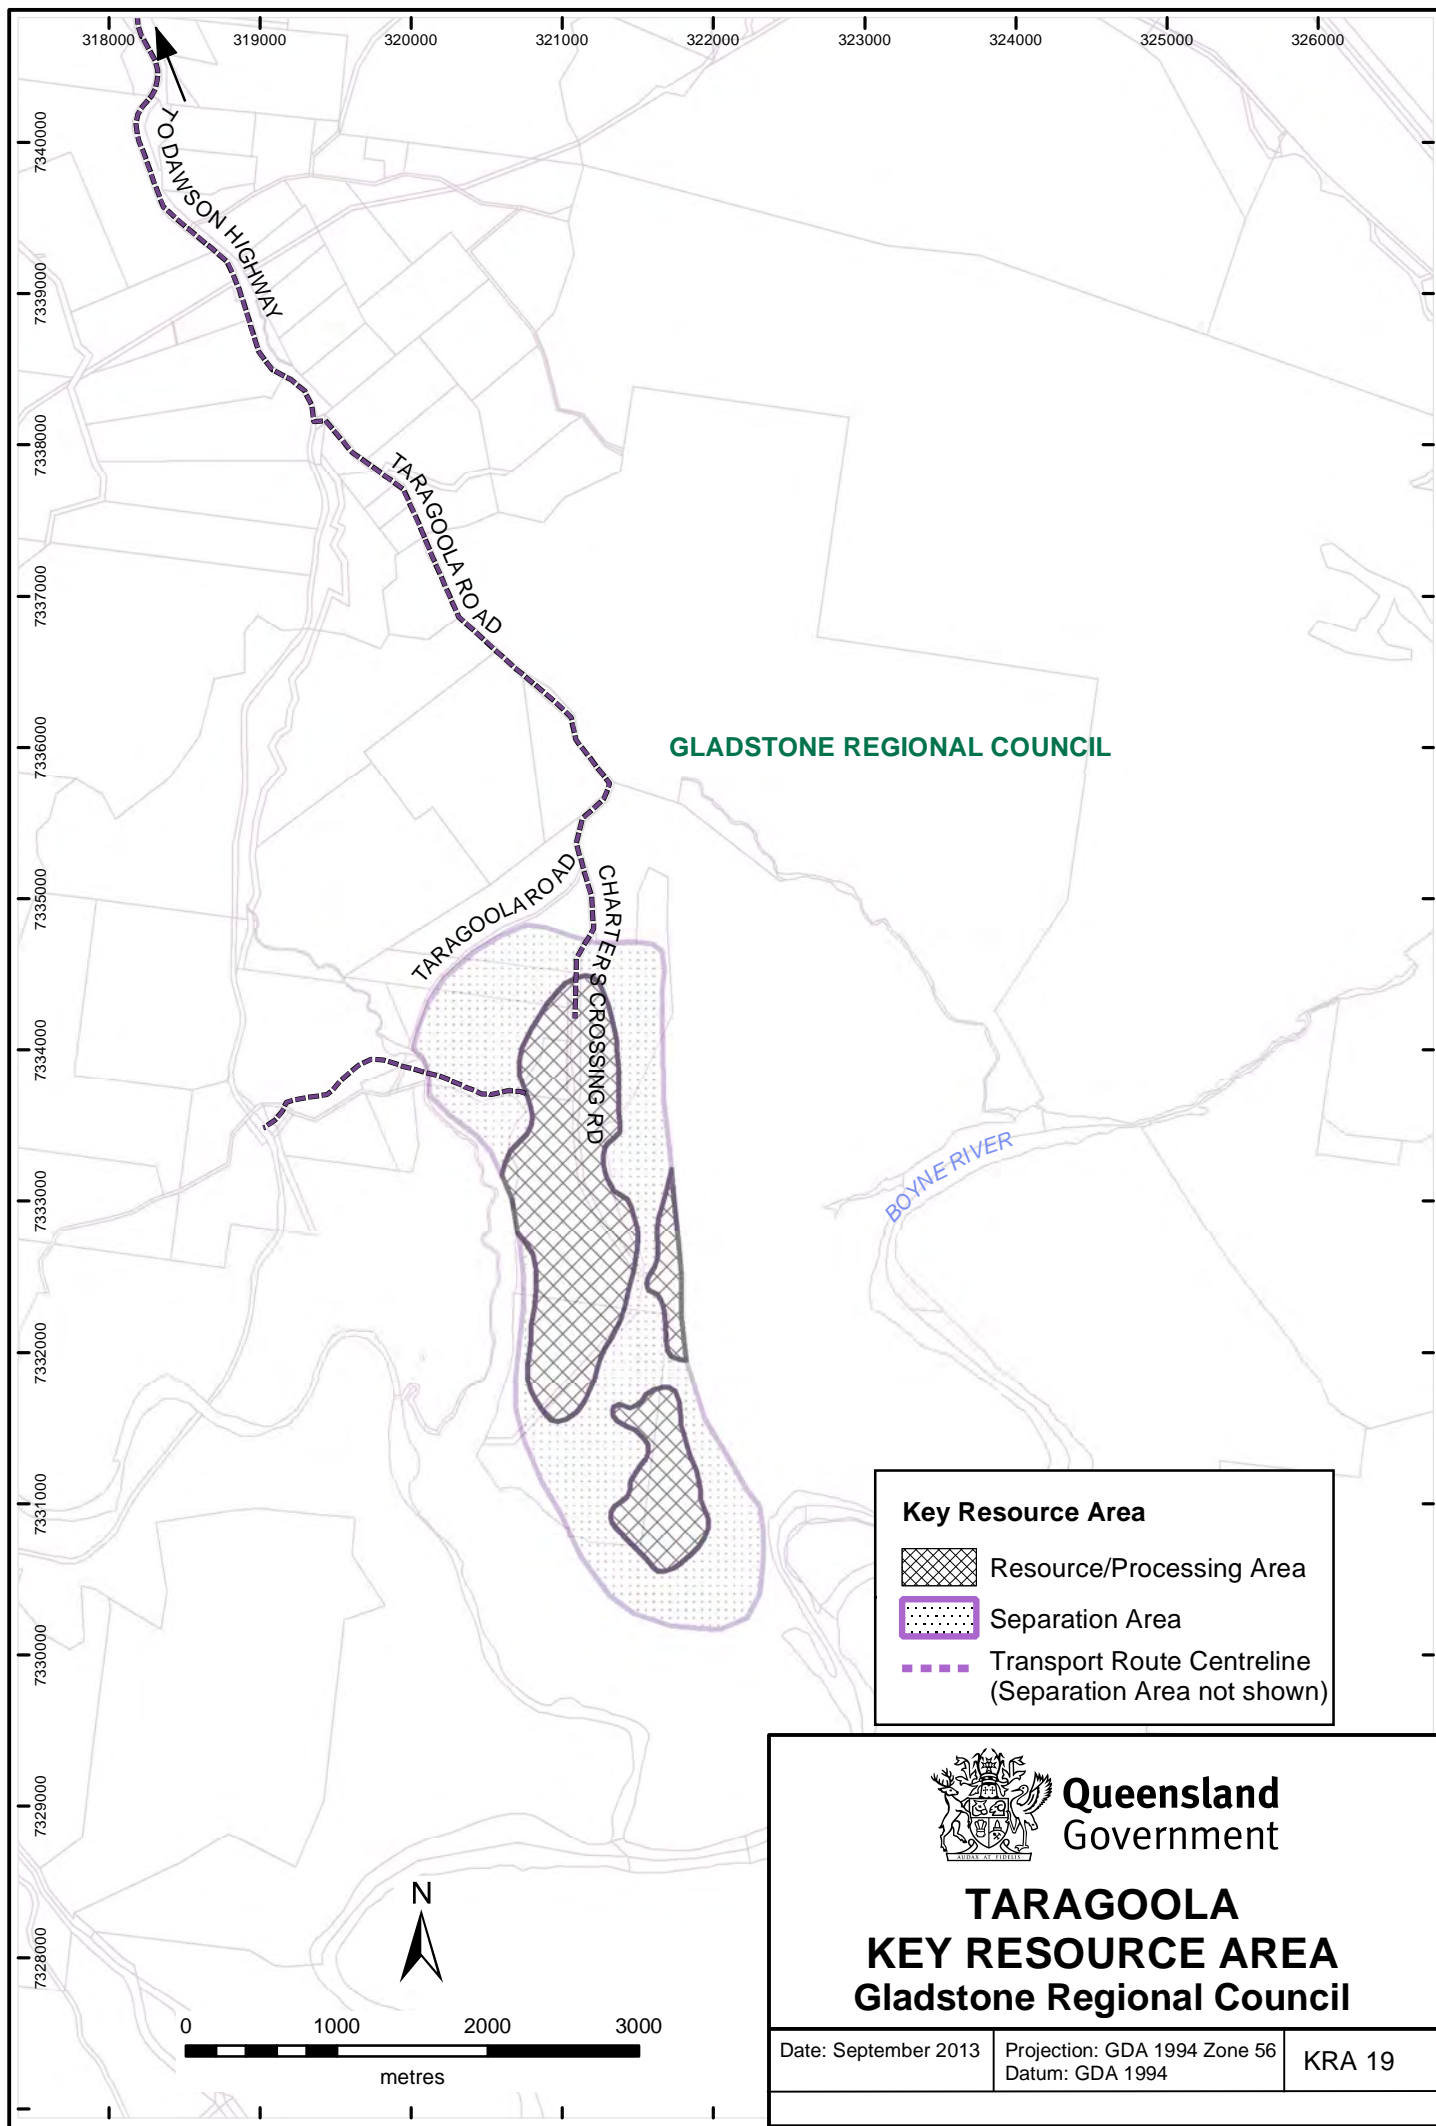 318000 319000 320000 321000 322000 323000 324000 325000 326000
7340000
7339000
7338000
7337000
7336000
7335000
7334000
7333000
7332000
7331000
7330000
7329000
7328000
TO DAWSON HIGHWAY
TARAGOOLA ROAD
GLADSTONE REGIONAL COUNCIL
TARAGOOLA ROAD
CHARTERS CROSSING RD
BOYNE RIVER
Key Resource Area
Resource/Processing Area
Separation Area
Transport Route Centreline
(Separation Area not shown)
Queensland
Government
AUDAX AT FIDELIS
TARAGOOLA
KEY RESOURCE AREA
Gladstone Regional Council
Date: September 2013
Projection: GDA 1994 Zone 56
Datum: GDA 1994
KRA 19
N
0 1000 2000 3000
metres